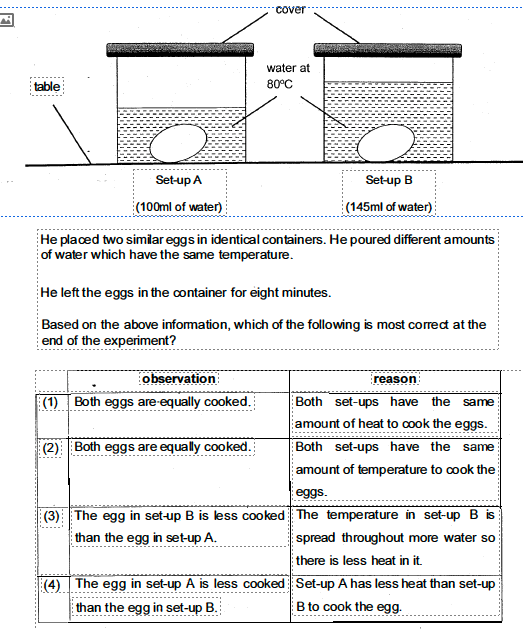 cover
water at
80°C
table
Set-up A
Set-up B
(100ml of water)
(145ml of water)
He placed two similar eggs in identical containers. He poured different amounts
of water which have the same temperature.
He left the eggs in the container for eight minutes.
Based on the above information, which of the following is most correct at the
end of the experiment?
observation
reason
(1) Both eggs are equally cooked.
Both set-ups have the same
amount of heat to cook the eggs.
(2) Both eggs are equally cooked.
Both set-ups have the same
amount of temperature to cook the
eggs.
(3) The egg in set-up B is less cooked
than the egg in set-up A.
The temperature in set-up B is
spread throughout more water so
there is less heat in it.
(4) The egg in set-up A is less cooked
than the egg in set-up B.
Set-up A has less heat than set-up
B to cook the egg.